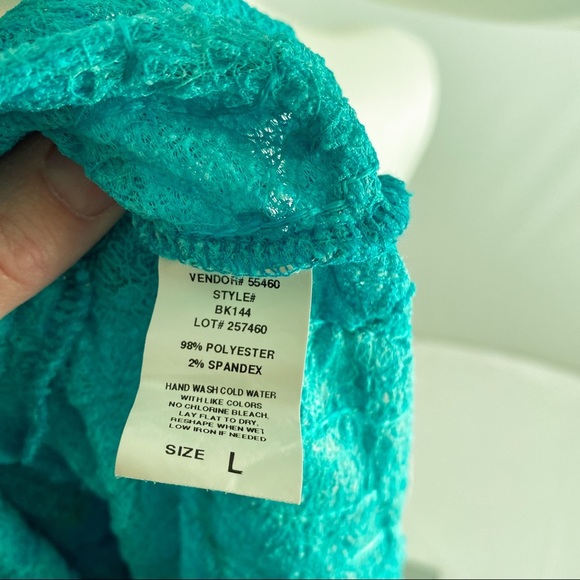 VENDOR# 55460
STYLE#
BK144
LOT# 257460
98% POLYESTER
2% SPANDEX
HAND WASH COLD WATER
WITH LIKE COLORS
NO CHLORINE BLEACH.
LAY FLAT TO DRY.
RESHAPE WHEN WET
LOW IRON IF NEEDED
SIZE L